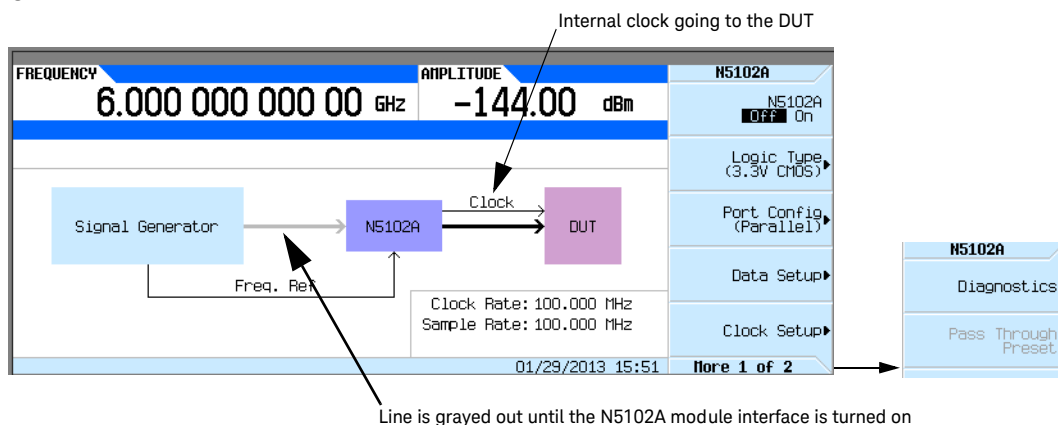 Internal clock going to the DUT
FREQUENCY
AMPLITUDE
N5102A
6.000 000 000 00 GHz
-144.00 dBm
N5102A
Off On
Logic Type
(3.3V CMOS)
Signal Generator
N5102A
Clock
DUT
Port Config
(Parallel)
Freq. Ref
Data Setup
Clock Rate: 100.000 MHz
Sample Rate: 100.000 MHz
Clock Setup
01/29/2013 15:51
More 1 of 2
N5102A
Diagnostics
Pass Through
Preset
Line is grayed out until the N5102A module interface is turned on